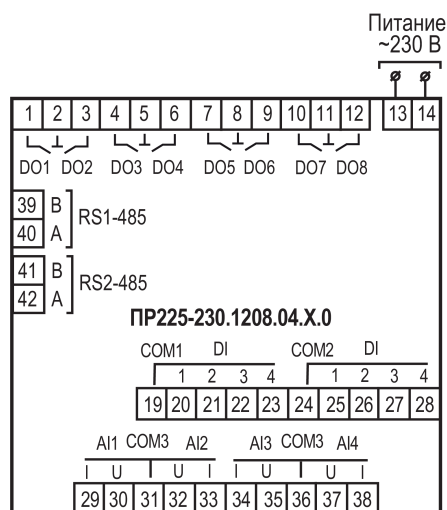 Питание
~230 В
1 2 3 4 5 6 7 8 9 10 11 12 13 14
DO1 DO2 DO3 DO4 DO5 DO6 DO7 DO8
39 B
RS1-485
40 A
41 B
RS2-485
42 A
ПР225-230.1208.04.X.0
COM1 DI COM2 DI
1 2 3 4 1 2 3 4
19 20 21 22 23 24 25 26 27 28
AI1 COM3 AI2 AI3 COM3 AI4
I U U I I U U I
29 30 31 32 33 34 35 36 37 38